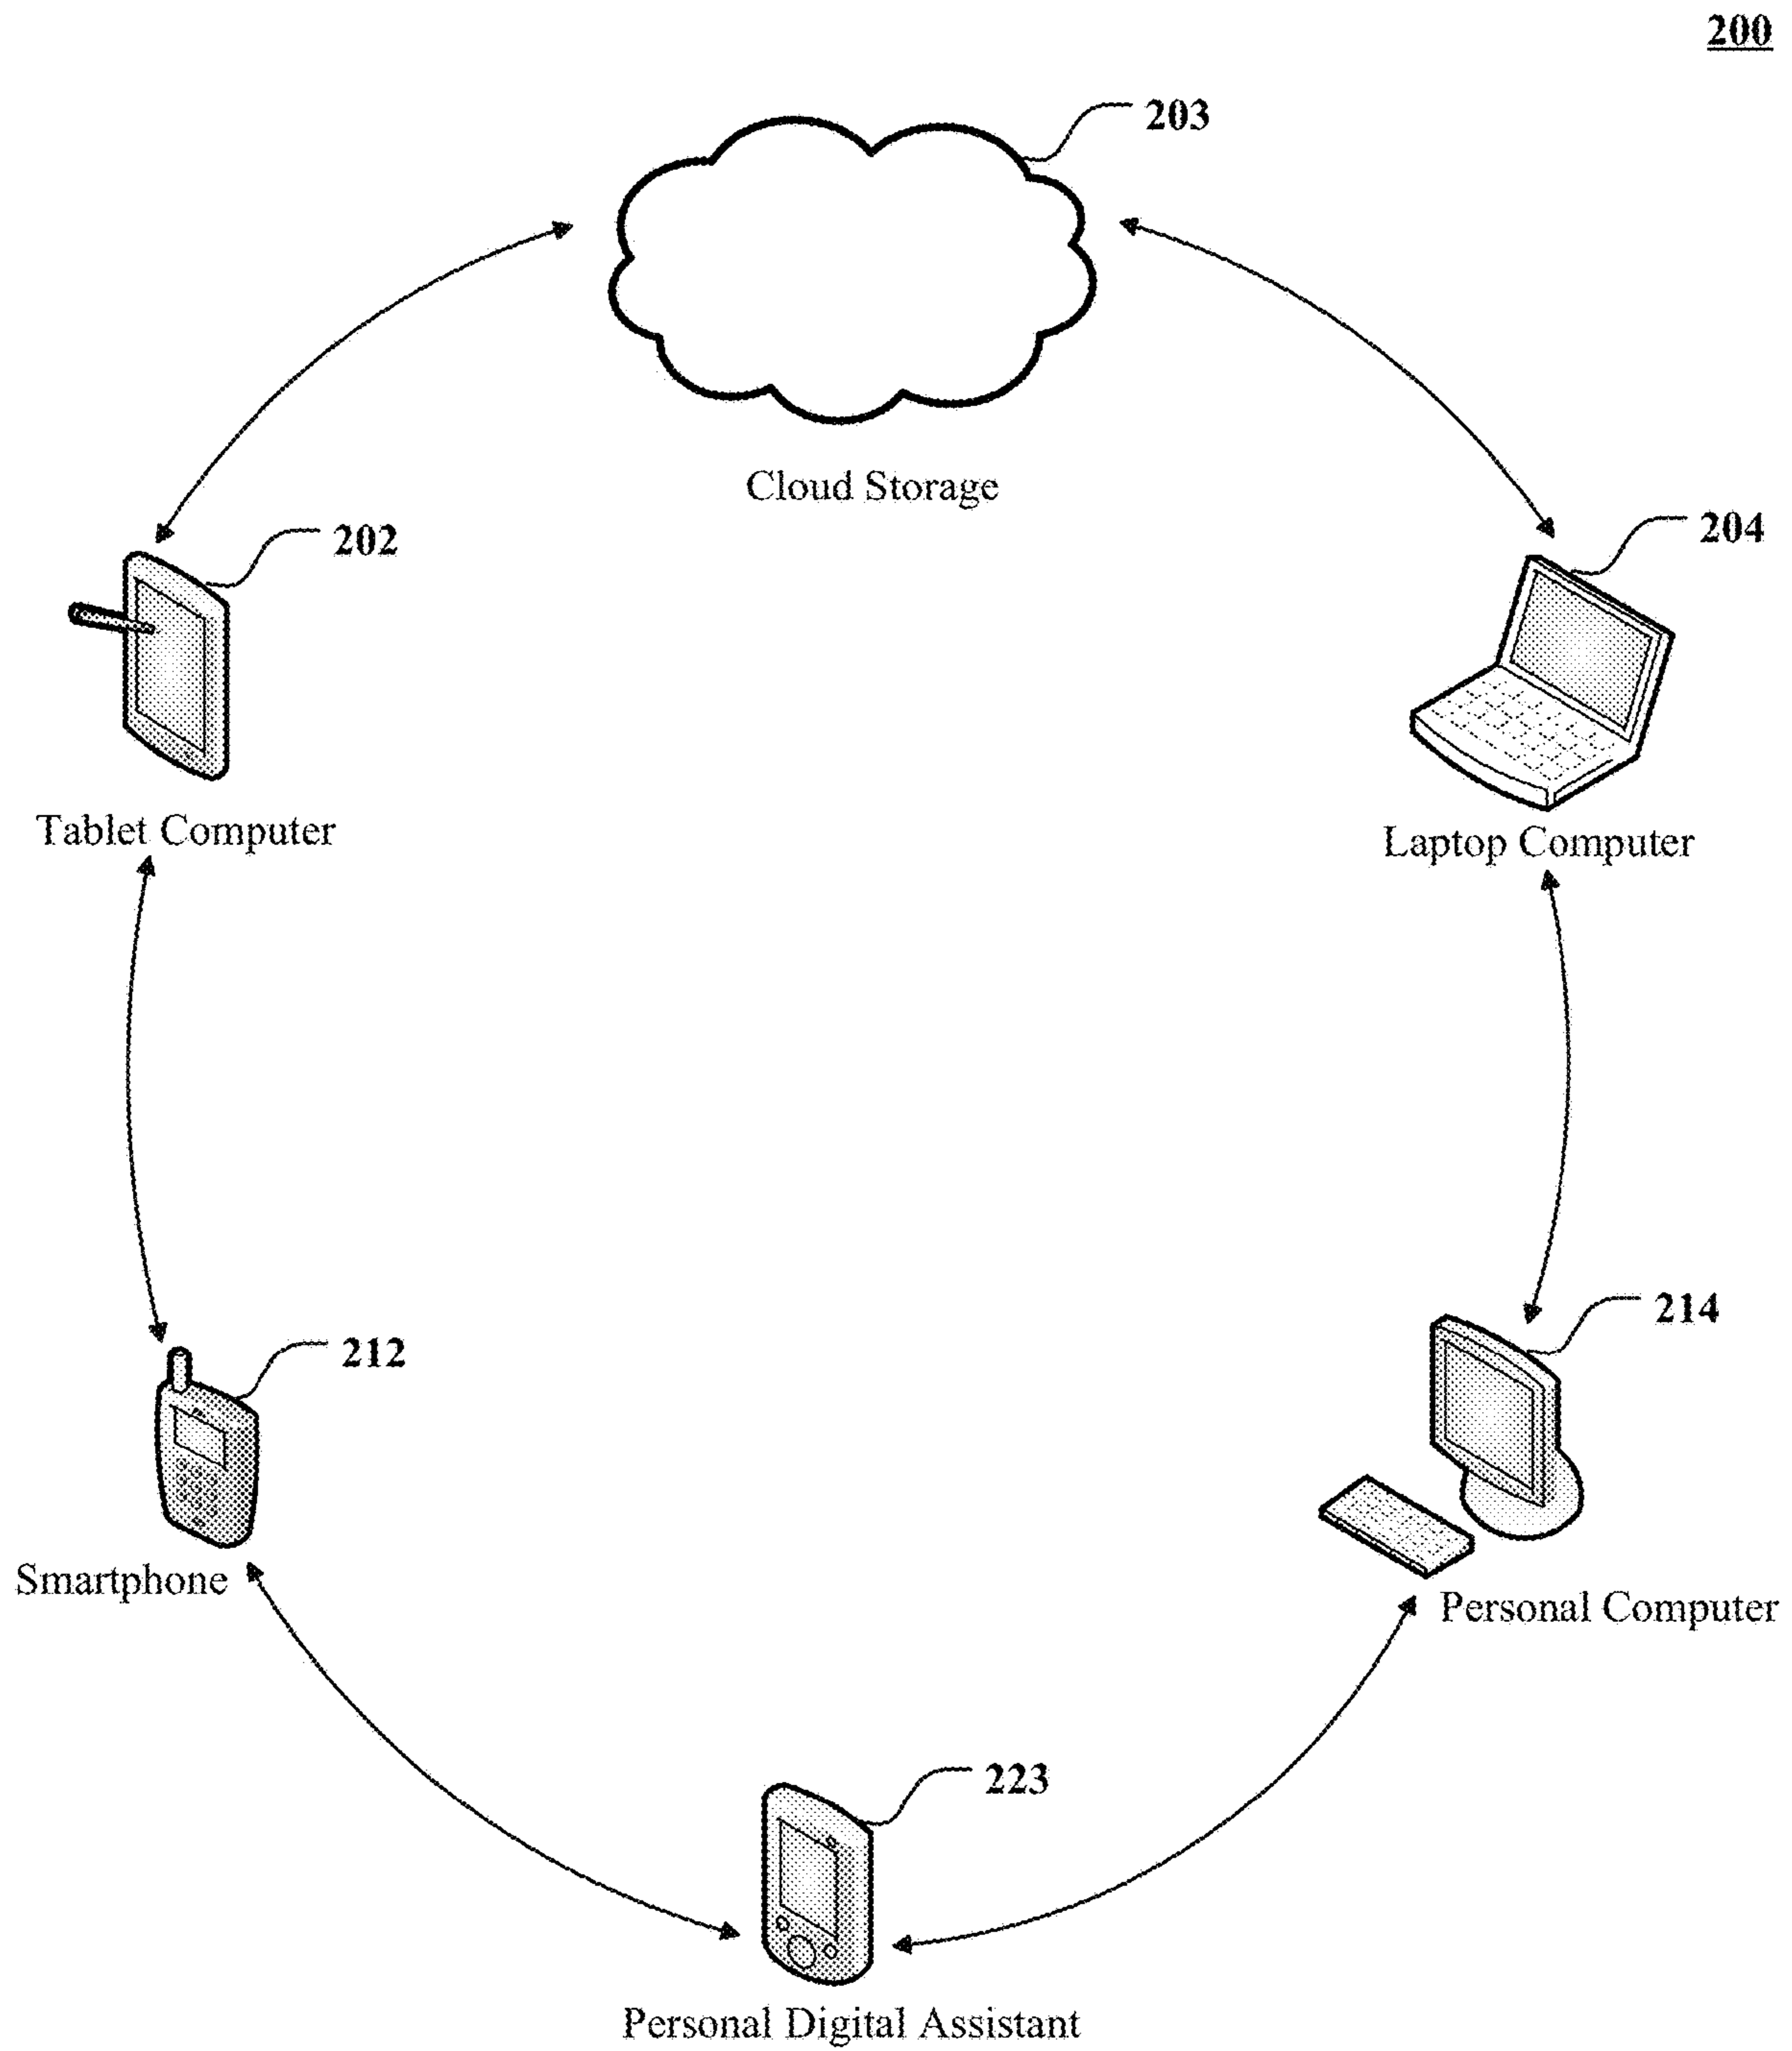 200
203
Cloud Storage
202
204
Tablet Computer
Laptop Computer
212
214
Smartphone
Personal Computer
223
Personal Digital Assistant